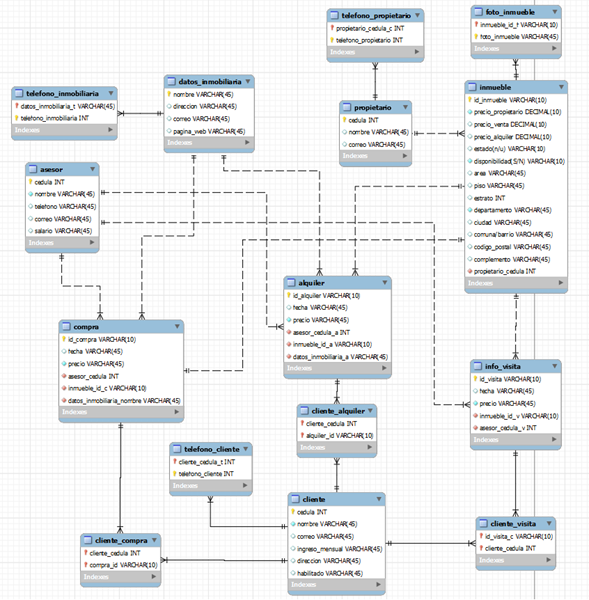 telefono_propietario
propietario_cedula_c INT
telefono_propietario INT
Indexes
foto_inmueble
inmueble_id_f VARCHAR(10)
foto_inmueble VARCHAR(45)
Indexes
telefono_inmobiliaria
datos_inmobiliaria_t VARCHAR(45)
telefono_inmobiliaria INT
Indexes
datos_inmobiliaria
nombre VARCHAR(45)
direccion VARCHAR(45)
correo VARCHAR(45)
pagina_web VARCHAR(45)
Indexes
propietario
cedula INT
nombre VARCHAR(45)
correo VARCHAR(45)
Indexes
inmueble
id_inmueble VARCHAR(10)
precio_propietario DECIMAL(10)
precio_venta DECIMAL(10)
precio_alquiler DECIMAL(10)
estado(n/u) VARCHAR(10)
disponibilidad(S/N) VARCHAR(10)
area VARCHAR(45)
piso VARCHAR(45)
estrato INT
departamento VARCHAR(45)
ciudad VARCHAR(45)
comuna/barrio VARCHAR(45)
codigo_postal VARCHAR(45)
complemento VARCHAR(45)
propietario_cedula INT
Indexes
asesor
cedula INT
nombre VARCHAR(45)
telefono VARCHAR(45)
correo VARCHAR(45)
salario VARCHAR(45)
Indexes
alquiler
id_alquiler VARCHAR(10)
fecha VARCHAR(45)
precio VARCHAR(45)
asesor_cedula_a INT
inmueble_id_a VARCHAR(10)
datos_inmobiliaria_a VARCHAR(45)
Indexes
compra
id_compra VARCHAR(10)
fecha VARCHAR(45)
precio VARCHAR(45)
asesor_cedula INT
inmueble_id_c VARCHAR(10)
datos_inmobiliaria_nombre VARCHAR(45)
Indexes
info_visita
id_visita VARCHAR(10)
fecha VARCHAR(45)
precio VARCHAR(45)
inmueble_id_v VARCHAR(10)
asesor_cedula_v INT
Indexes
cliente_alquiler
cliente_cedula INT
alquiler_id VARCHAR(10)
Indexes
telefono_cliente
cliente_cedula_t INT
telefono_cliente INT
Indexes
cliente
cedula INT
nombre VARCHAR(45)
correo VARCHAR(45)
ingreso_mensual VARCHAR(45)
direccion VARCHAR(45)
habilitado VARCHAR(45)
Indexes
cliente_compra
cliente_cedula INT
compra_id VARCHAR(10)
Indexes
cliente_visita
id_visita_c VARCHAR(10)
cliente_cedula INT
Indexes